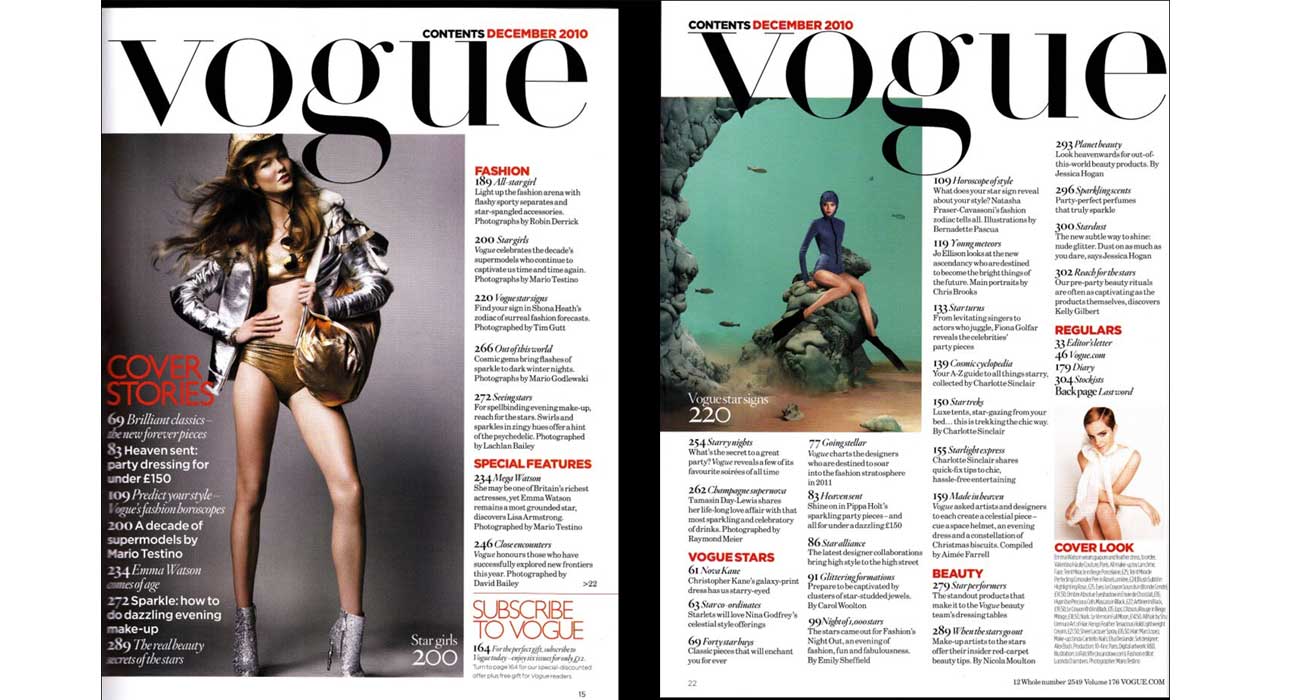 CONTENTS DECEMBER 2010
vogue
COVER
STORIES
69 Brilliant classics –
the new forever pieces
83 Heaven sent:
party dressing for
under £150
109 Predict your style –
Vogue's fashion horoscopes
200 A decade of
supermodels by
Mario Testino
234 Emma Watson
comes of age
272 Sparkle: how to
do dazzling evening
make-up
289 The real beauty
secrets of the stars
Star girls
200
FASHION
189 All-star girl
Light up the fashion arena with
flashy sporty separates and
star-spangled accessories.
Photographs by Robin Derrick
200 Star girls
Vogue celebrates the decade's
supermodels who continue to
captivate us time and time again.
Photographs by Mario Testino
220 Vogue star signs
Find your sign in Shona Heath's
zodiac of surreal fashion forecasts.
Photographed by Tim Gutt
266 Out of this world
Cosmic gems bring flashes of
sparkle to dark winter nights.
Photographs by Mario Godlewski
272 Seeing stars
For spellbinding evening make-up,
reach for the stars. Swirls and
sparkles in zingy hues offer a hint
of the psychedelic. Photographed
by Lachlan Bailey
SPECIAL FEATURES
234 Mega Watson
She may be one of Britain's richest
actresses, yet Emma Watson
remains a most grounded star,
discovers Lisa Armstrong.
Photographed by Mario Testino
246 Close encounters
Vogue honours those who have
successfully explored new frontiers
this year. Photographed by
David Bailey >22
SUBSCRIBE
TO VOGUE
164 For the perfect gift, subscribe to
Vogue today – enjoy six issues for only £12.
Turn to page 164 for our special discounted
offer plus free gift for Vogue readers
15
CONTENTS DECEMBER 2010
vogue
Vogue star signs
220
254 Starry nights
What's the secret to a great
party? Vogue reveals a few of its
favourite soirées of all time
262 Champagne supernova
Tamasin Day-Lewis shares
her life-long love affair with that
most sparkling and celebratory
of drinks. Photographed by
Raymond Meier
VOGUE STARS
61 Nova Kane
Christopher Kane's galaxy-print
dress has us starry-eyed
63 Star co-ordinates
Starlets will love Nina Godfrey's
celestial style offerings
69 Forty star buys
Classic pieces that will enchant
you for ever
77 Going stellar
Vogue charts the designers
who are destined to soar
into the fashion stratosphere
in 2011
83 Heaven sent
Shine on in Pippa Holt's
sparkling party pieces – and
all for under a dazzling £150
86 Star alliance
The latest designer collaborations
bring high style to the high street
91 Glittering formations
Prepare to be captivated by
clusters of star-studded jewels.
By Carol Woolton
99 Night of 1,000 stars
The stars came out for Fashion's
Night Out, an evening of
fashion, fun and fabulousness.
By Emily Sheffield
109 Horoscope of style
What does your star sign reveal
about your style? Natasha
Fraser-Cavassoni's fashion
zodiac tells all. Illustrations by
Bernadette Pascua
119 Young meteors
Jo Ellison looks at the new
ascendancy who are destined
to become the bright things of
the future. Main portraits by
Chris Brooks
133 Star turns
From levitating singers to
actors who juggle, Fiona Golfar
reveals the celebrities'
party pieces
139 Cosmic cyclopedia
Your A-Z guide to all things starry,
collected by Charlotte Sinclair
150 Star treks
Luxe tents, star-gazing from your
bed… this is trekking the chic way.
By Charlotte Sinclair
155 Starlight express
Charlotte Sinclair shares
quick-fix tips to chic,
hassle-free entertaining
159 Made in heaven
Vogue asked artists and designers
to each create a celestial piece –
cue a space helmet, an evening
dress and a constellation of
Christmas biscuits. Compiled
by Aimée Farrell
BEAUTY
279 Star performers
The standout products that
make it to the Vogue beauty
team's dressing tables
289 When the stars go out
Make-up artists to the stars
offer their insider red-carpet
beauty tips. By Nicola Moulton
293 Planet beauty
Look heavenwards for out-of-
this-world beauty products. By
Jessica Hogan
296 Sparkling scents
Party-perfect perfumes
that truly sparkle
300 Stardust
The new subtle way to shine:
nude glitter. Dust on as much as
you dare, says Jessica Hogan
302 Reach for the stars
Our pre-party beauty rituals
are often as captivating as the
products themselves, discovers
Kelly Gilbert
REGULARS
33 Editor's letter
46 Vogue.com
179 Diary
304 Stockists
Back page Last word
COVER LOOK
22
12 Whole number 2549 Volume 176 VOGUE.COM